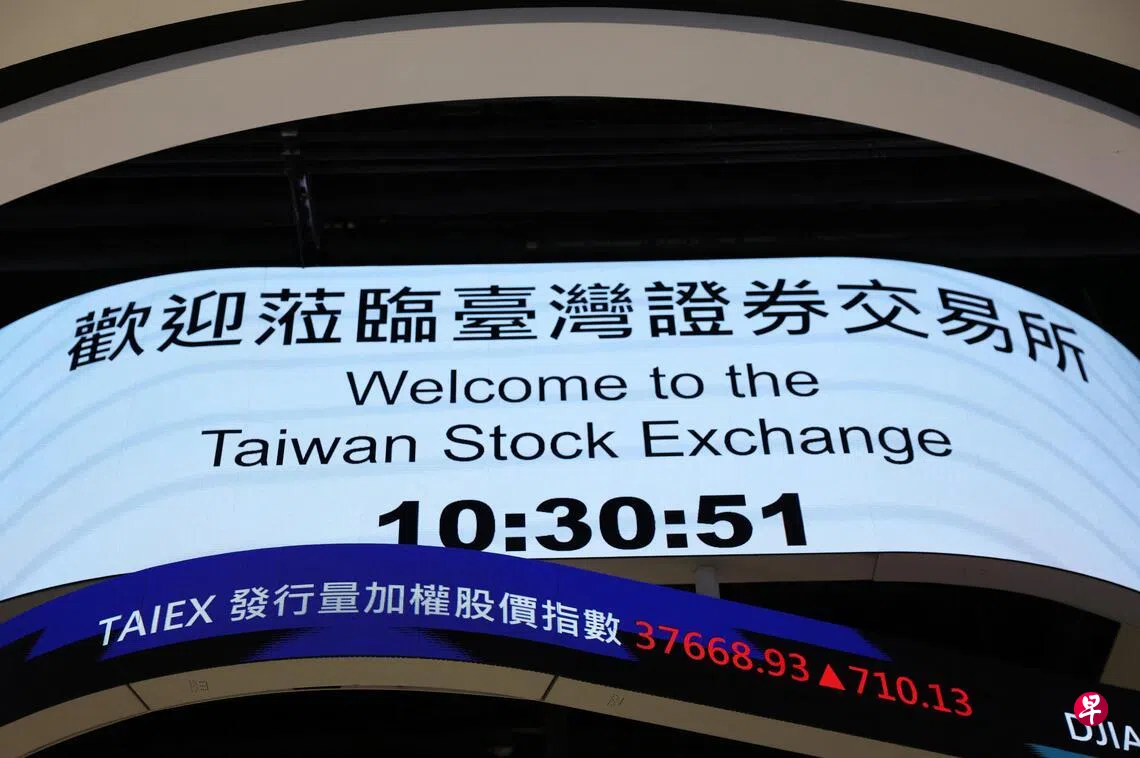 歡迎蒞臨臺灣證券交易所
Welcome to the
Taiwan Stock Exchange
10:30:51
TAIEX 發行量加權股價指數 37668.93▲710.13
DJIA
早